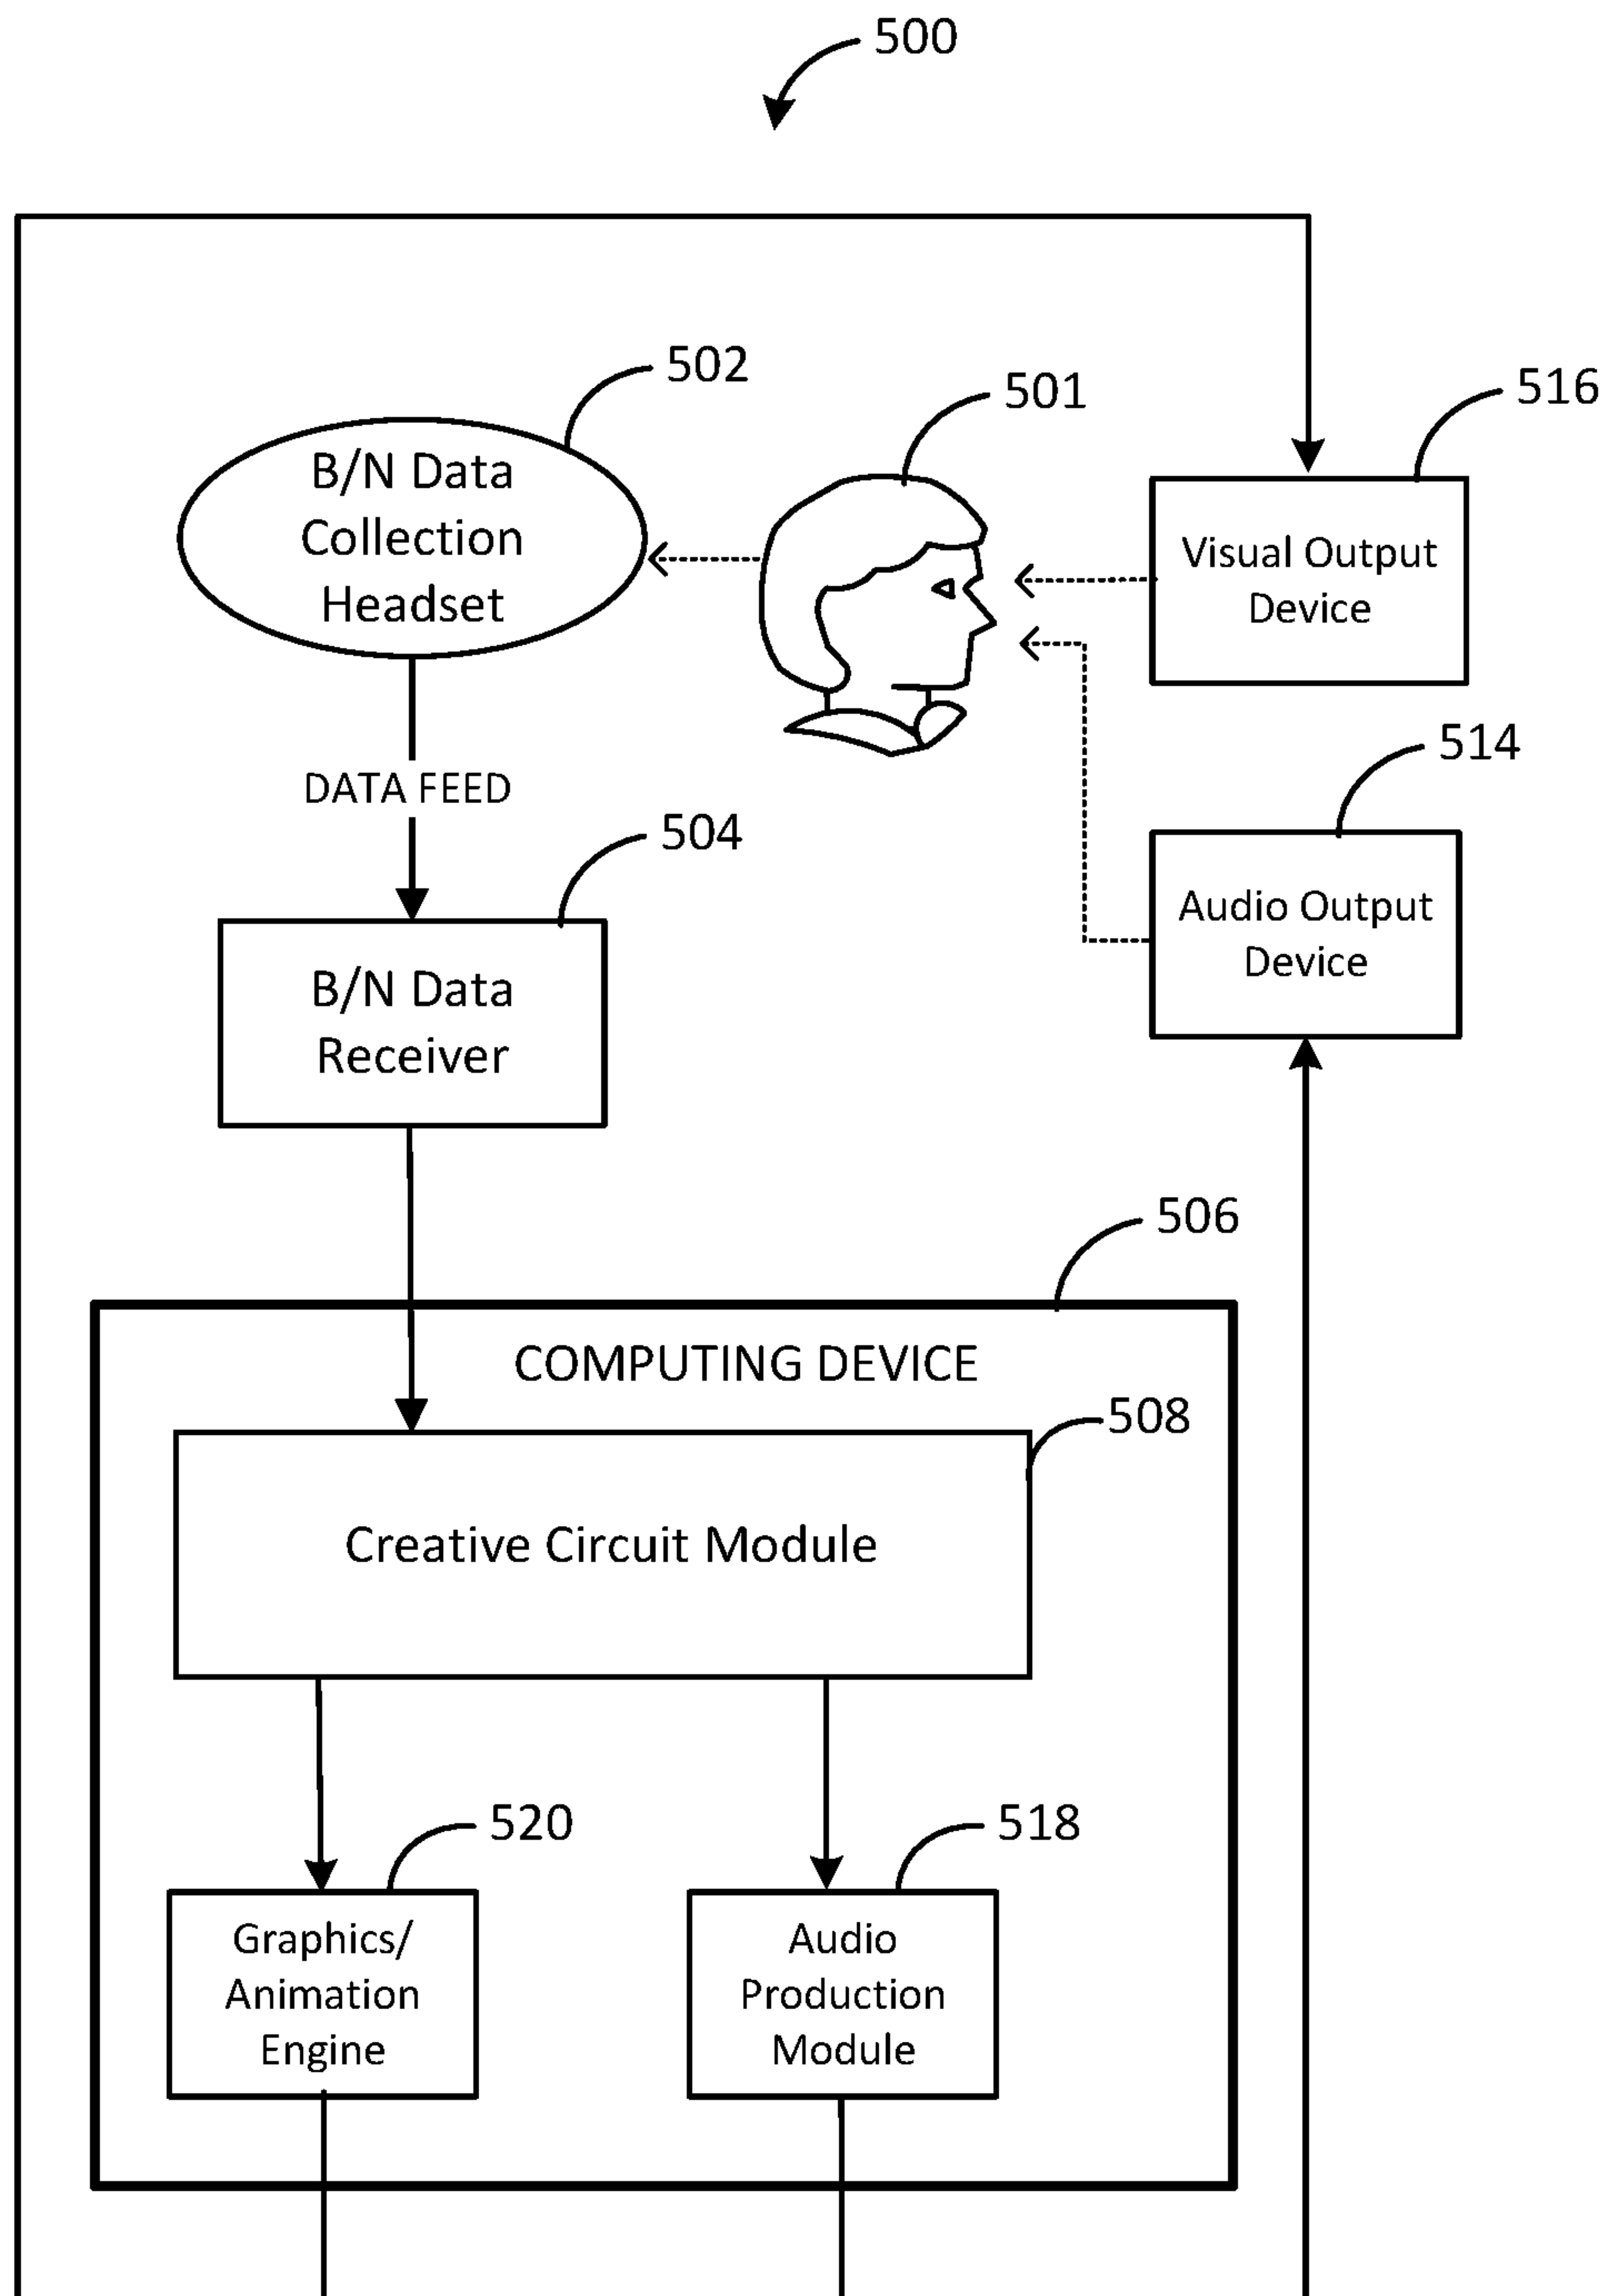 500
502
501
516
B/N Data
Collection
Headset
Visual Output
Device
514
DATA FEED
504
Audio Output
Device
B/N Data
Receiver
506
COMPUTING DEVICE
508
Creative Circuit Module
520
518
Graphics/
Animation
Engine
Audio
Production
Module